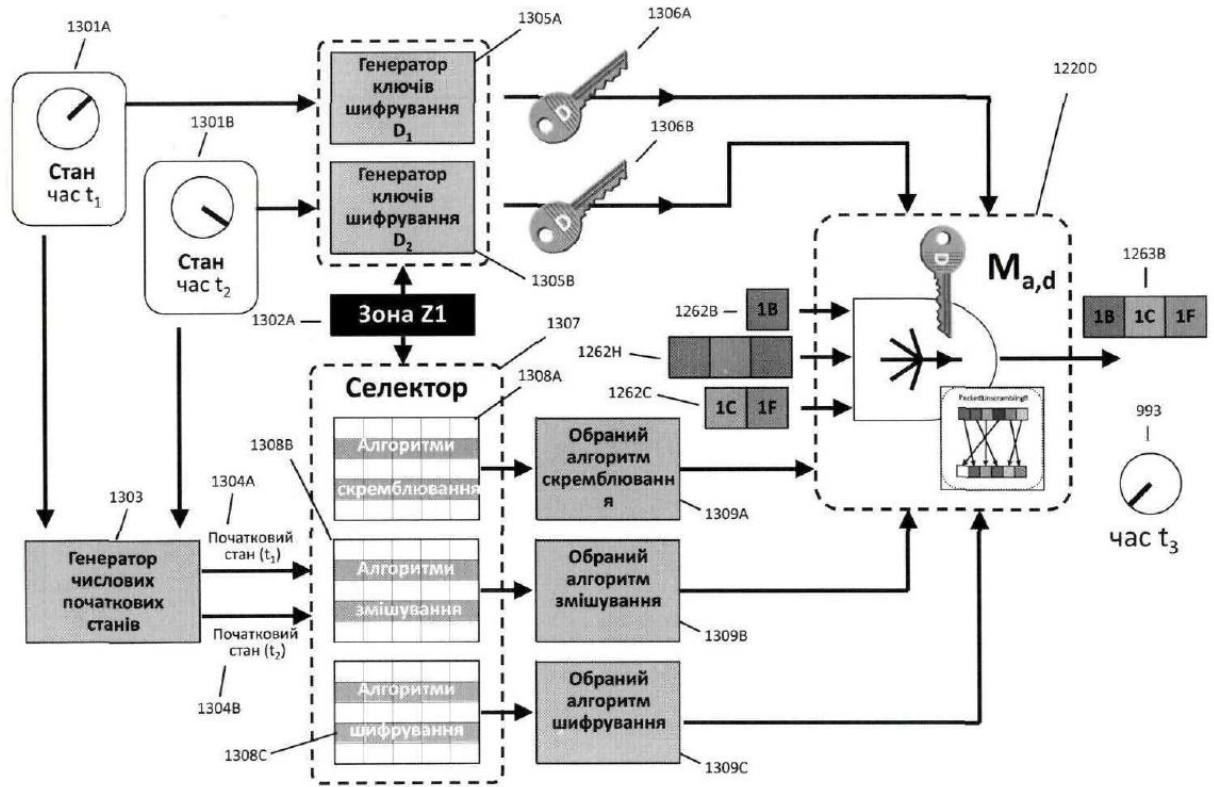 1301A
Стан
час t₁
1301B
Стан
час t₂
1305A
Генератор
ключів
шифрування
D₁
Генератор
ключів
шифрування
D₂
1305B
1306A
D
1306B
D
1220D
D
Mₐ,d
1302A
Зона Z1
1307
Селектор
1308A
Алгоритми
скремблювання
1308B
Алгоритми
змішування
Алгоритми
шифрування
1308C
1303
Генератор
числових
початкових
станів
1304A
Початковий
стан (t₁)
Початковий
стан (t₂)
1304B
Обраний
алгоритм
скремблюванн
я
1309A
Обраний
алгоритм
змішування
1309B
Обраний
алгоритм
шифрування
1309C
1262B
1B
1262H
1262C
1C 1F
PacketUnscrambling
1263B
1B 1C 1F
993
час t₃